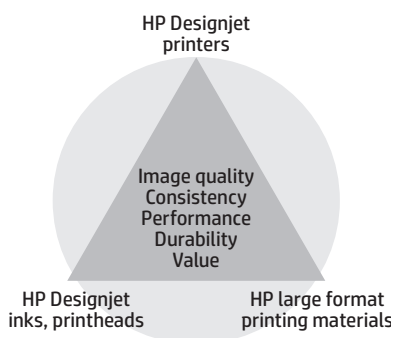 HP Designjet
printers
Image quality
Consistency
Performance
Durability
Value
HP Designjet
inks, printheads
HP large format
printing materials